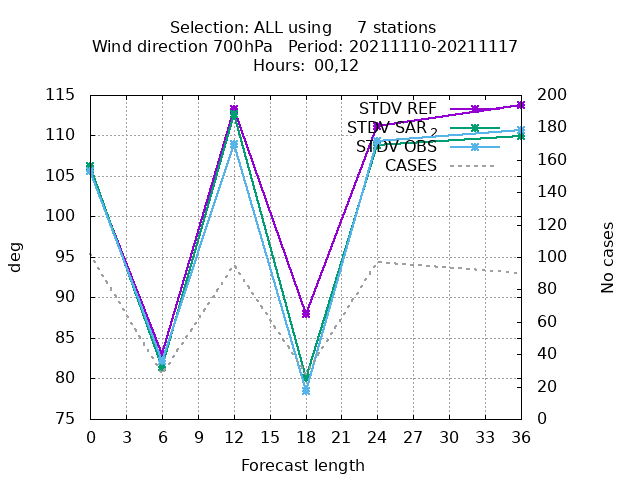 Selection: ALL using     7 stations
Wind direction 700hPa   Period: 20211110-20211117
Hours: 00,12
STDV REF
STDV SAR 2
STDV OBS
CASES
deg
No cases
115
110
105
100
95
90
85
80
75
200
180
160
140
120
100
80
60
40
20
0
0 3 6 9 12 15 18 21 24 27 30 33 36
Forecast length